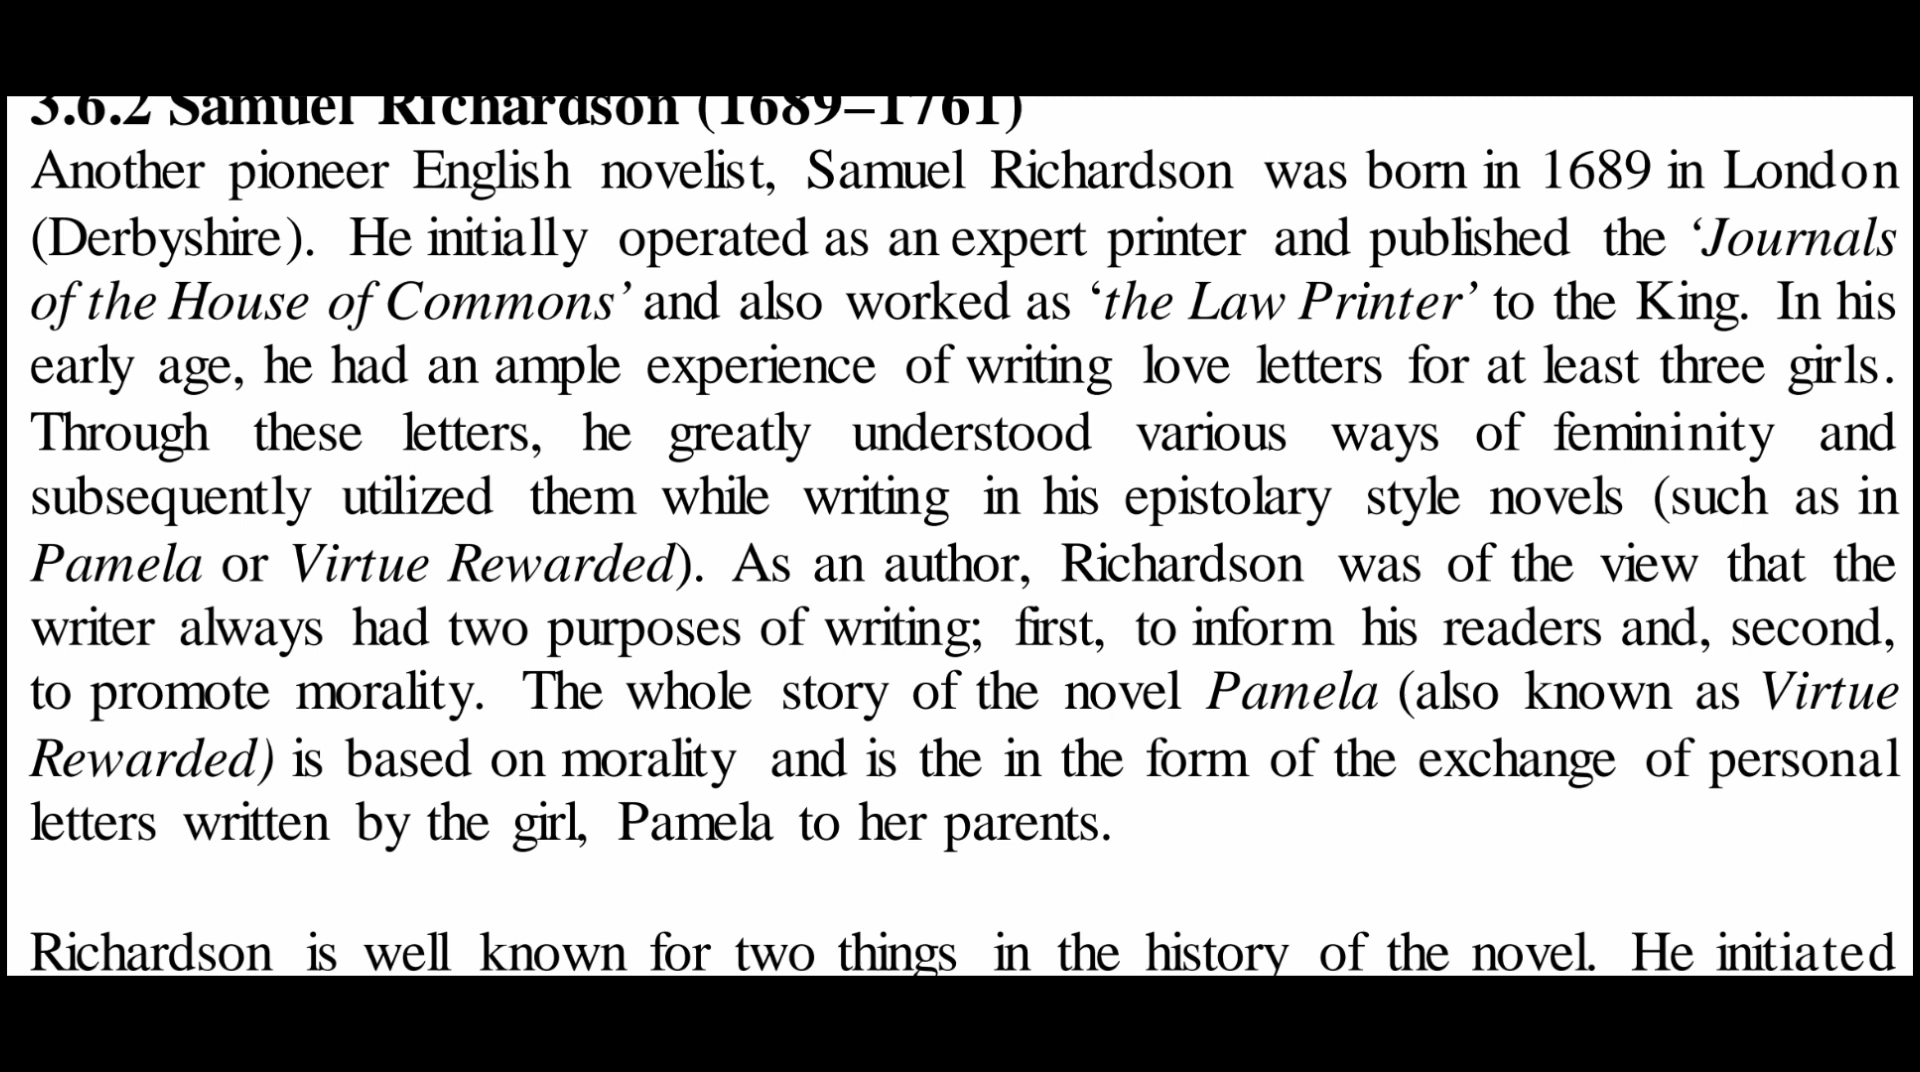 3.6.2 Samuel Richardson (1689–1761)
Another pioneer English novelist, Samuel Richardson was born in 1689 in London
(Derbyshire). He initially operated as an expert printer and published the ‘Journals
of the House of Commons’ and also worked as ‘the Law Printer’ to the King. In his
early age, he had an ample experience of writing love letters for at least three girls.
Through these letters, he greatly understood various ways of femininity and
subsequently utilized them while writing in his epistolary style novels (such as in
Pamela or Virtue Rewarded). As an author, Richardson was of the view that the
writer always had two purposes of writing; first, to inform his readers and, second,
to promote morality. The whole story of the novel Pamela (also known as Virtue
Rewarded) is based on morality and is the in the form of the exchange of personal
letters written by the girl, Pamela to her parents.
Richardson is well known for two things in the history of the novel. He initiated